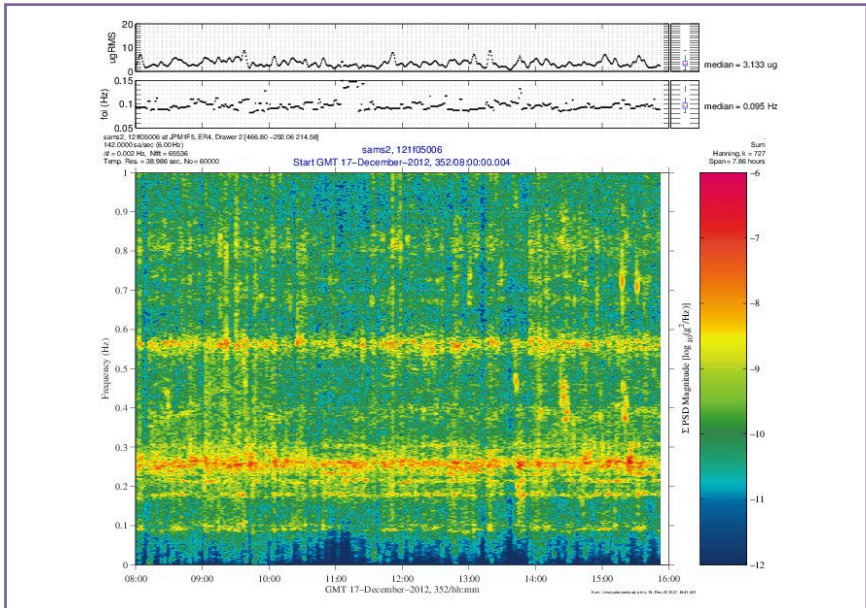 20
15
10
5
0
ugRMS
median = 3.133 ug
0.15
0.1
0.05
foi (Hz)
median = 0.095 Hz
sams2, 121f05006 at JPM1F5, ER4, Drawer 2:[466.80 −292.06 214.58]
142.0000 sa/sec (6.00 Hz)
Δf = 0.002 Hz, Nfft = 65536
Temp. Res. = 38.986 sec, No = 60000
sams2, 121f05006
Start GMT 17−December−2012, 352/08:00:00.004
Sum
Hanning, k = 727
Span = 7.86 hours
1
0.9
0.8
0.7
0.6
0.5
0.4
0.3
0.2
0.1
0
Frequency (Hz)
08:00 09:00 10:00 11:00 12:00 13:00 14:00 15:00 16:00
GMT 17−December−2012, 352/hh:mm
−6
−7
−8
−9
−10
−11
−12
Σ PSD Magnitude [log10(g²/Hz)]